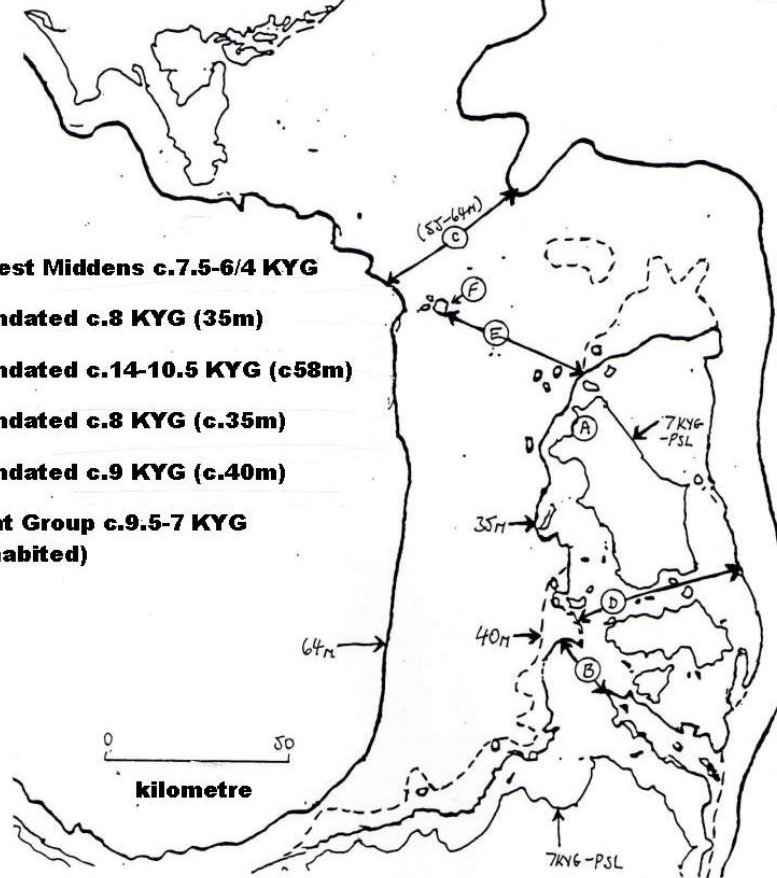 (55-64M)
C
est Middens c.7.5-6/4 KYG
F
ndated c.8 KYG (35m)
E
ndated c.14-10.5 KYG (c58m)
ndated c.8 KYG (c.35m)
A
7KYG
-PSL
ndated c.9 KYG (c.40m)
nt Group c.9.5-7 KYG
35M
abited)
D
64M
40M
B
0 50
kilometre
7KYG-PSL